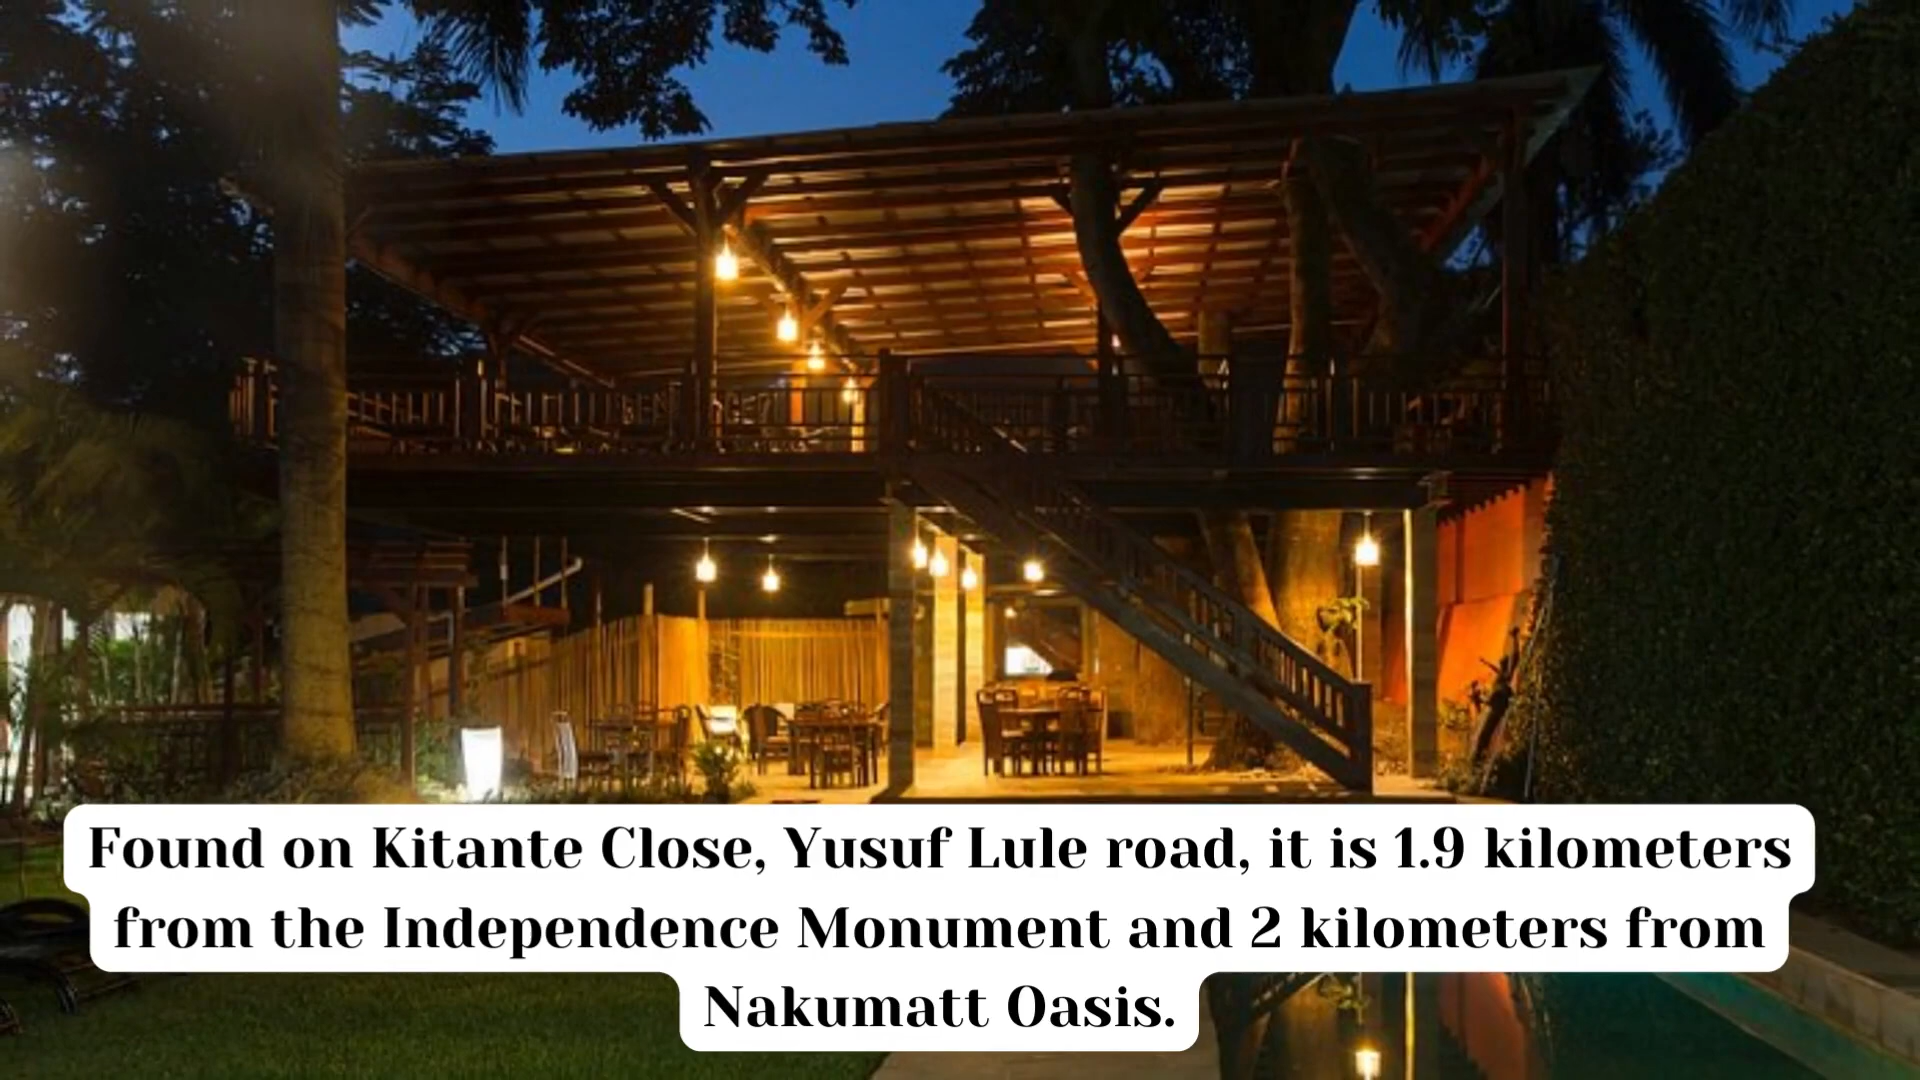 Found on Kitante Close, Yusuf Lule road, it is 1.9 kilometers
from the Independence Monument and 2 kilometers from
Nakumatt Oasis.